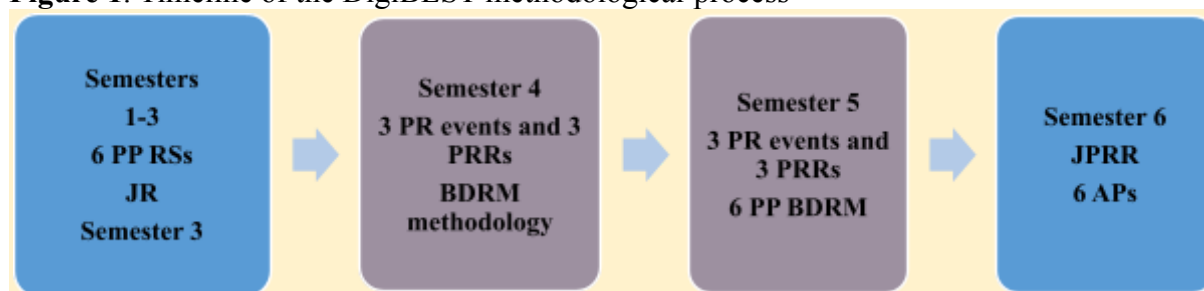 Figure 1. Timeline of the DigiBEST methodological process
Semesters
1-3
6 PP RSs
JR
Semester 3
Semester 4
3 PR events and 3
PRRs
BDRM
methodology
Semester 5
3 PR events and
3 PRRs
6 PP BDRM
Semester 6
JPRR
6 APs